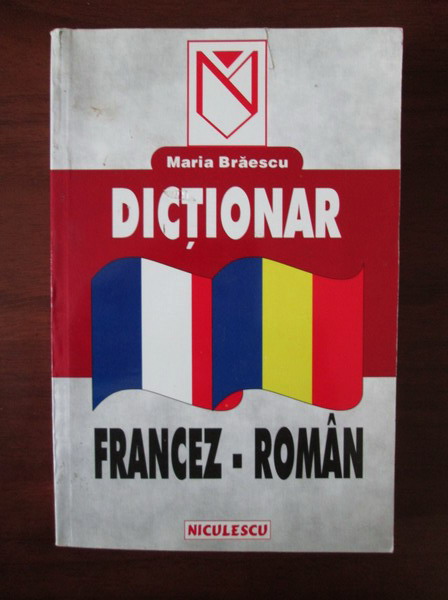 Maria Brăescu
DICȚIONAR
FRANCEZ - ROMÂN
NICULESCU